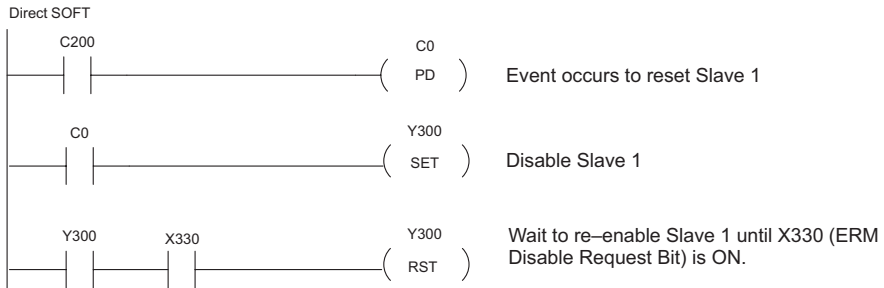 Direct SOFT
C200
C0
PD
Event occurs to reset Slave 1
C0
Y300
SET
Disable Slave 1
Y300
X330
Y300
RST
Wait to re–enable Slave 1 until X330 (ERM
Disable Request Bit) is ON.